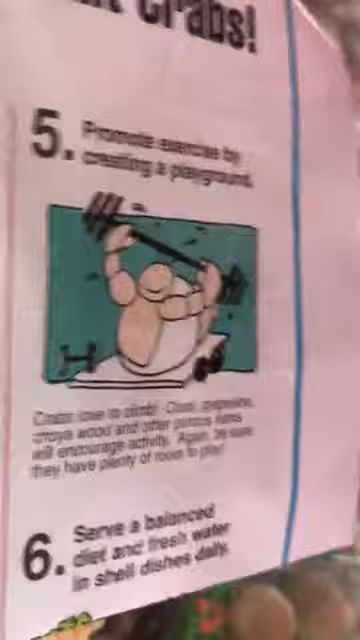 Crabs!
5. Promote exercise by
creating a playground.
Crabs love to climb! Coral, grapevine,
choya wood and other porous items
will encourage activity. Again, be sure
they have plenty of room to play!
6. Serve a balanced
diet and fresh water
in shell dishes daily.